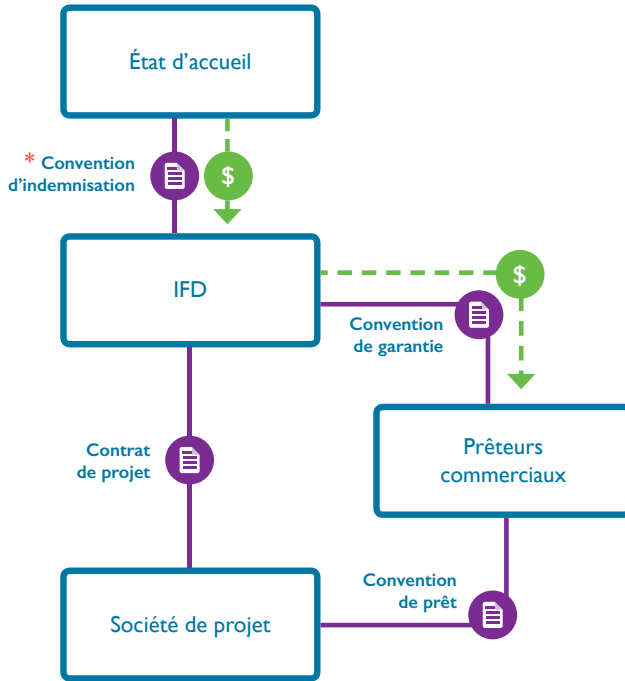 État d’accueil
* Convention
d’indemnisation
$
IFD
$
Convention
de garantie
Contrat
de projet
Prêteurs
commerciaux
Convention
de prêt
Société de projet